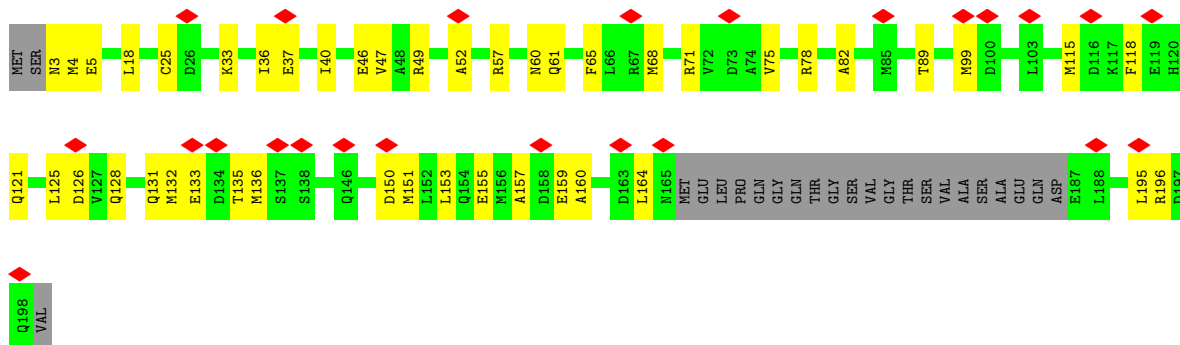 MET SER N3 M4 E5 L18 C25 D26 K33 I36 E37 I40 E46 V47 A48 R49 A52 R57 N60 Q61 F65 L66 R67 M68 R71 V72 D73 A74 V75 R78 A82 M85 T89 M99 D100 L103 M115 D116 K117 F118 E119 H120
Q121 L125 D126 V127 Q128 Q131 M132 E133 D134 T135 M136 S137 S138 Q146 D150 M151 L152 L153 Q154 E155 M156 A157 D158 E159 A160 D163 L164 N165 MET GLU LEU PRO GLN GLY GLN THR GLY SER VAL GLY THR SER VAL ALA SER ALA GLU GLN ASP E187 L188 L195 R196 D197
Q198 VAL